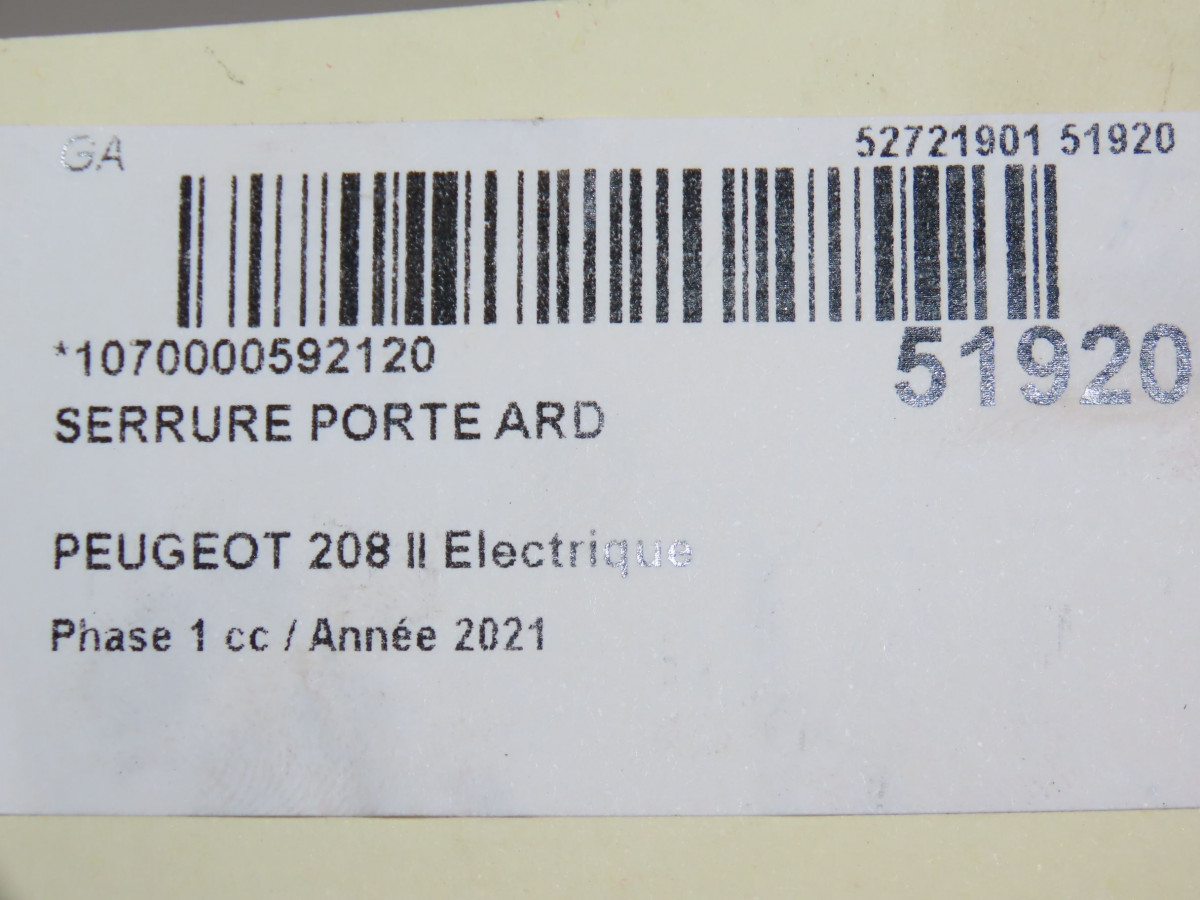 GA
52721901 51920
*1070000592120
51920
SERRURE PORTE ARD
PEUGEOT 208 II Electrique
Phase 1 cc / Année 2021